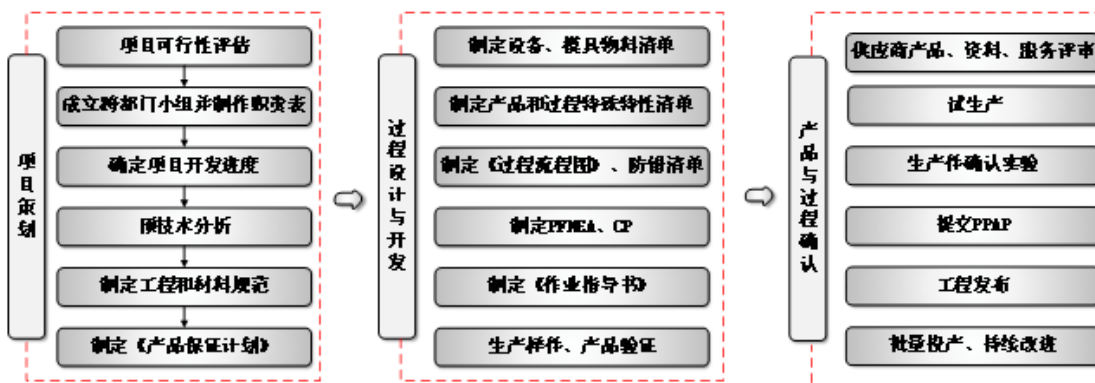 项目策划
项目可行性评估
成立跨部门小组并制作职责表
确定项目开发进度
预技术分析
制定工程和材料规范
制定《产品保证计划》
过程设计与开发
制定设备、模具物料清单
制定产品和过程特殊特性清单
制定《过程流程图》、防错清单
制定PFMEA、CP
制定《作业指导书》
生产样件、产品验证
产品与过程确认
供应商产品、资料、服务评审
试生产
生产件确认实验
提交PPAP
工程发布
批量投产、持续改进